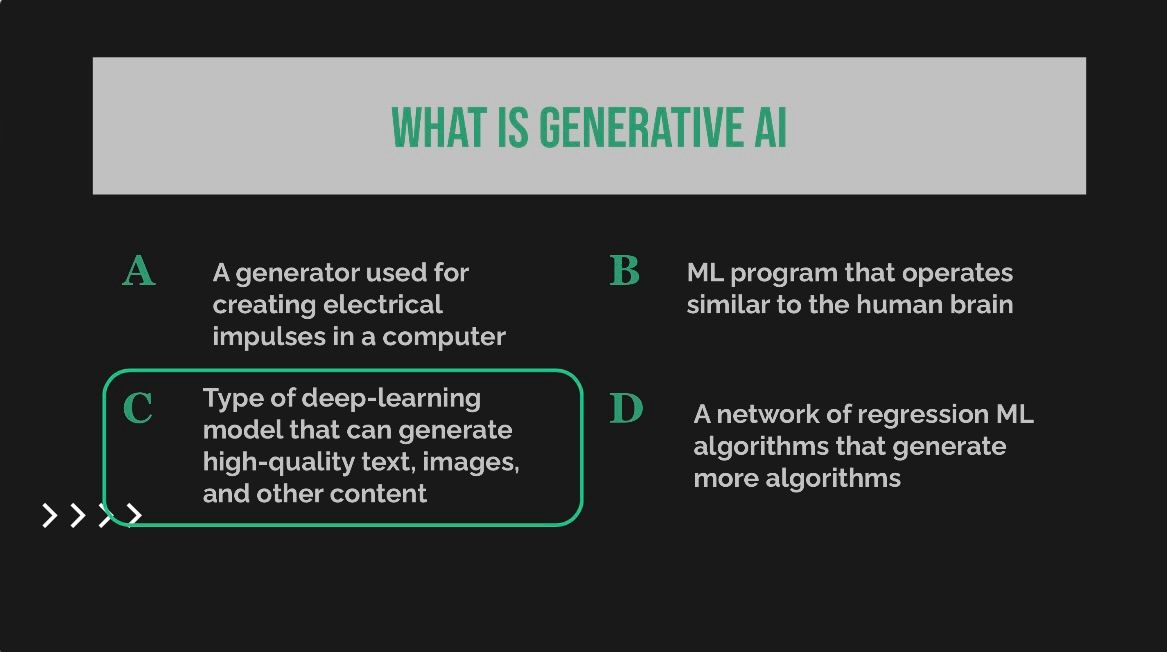 WHAT IS GENERATIVE AI
A
A generator used for
creating electrical
impulses in a computer
B
ML program that operates
similar to the human brain
C
Type of deep-learning
model that can generate
high-quality text, images,
and other content
D
A network of regression ML
algorithms that generate
more algorithms